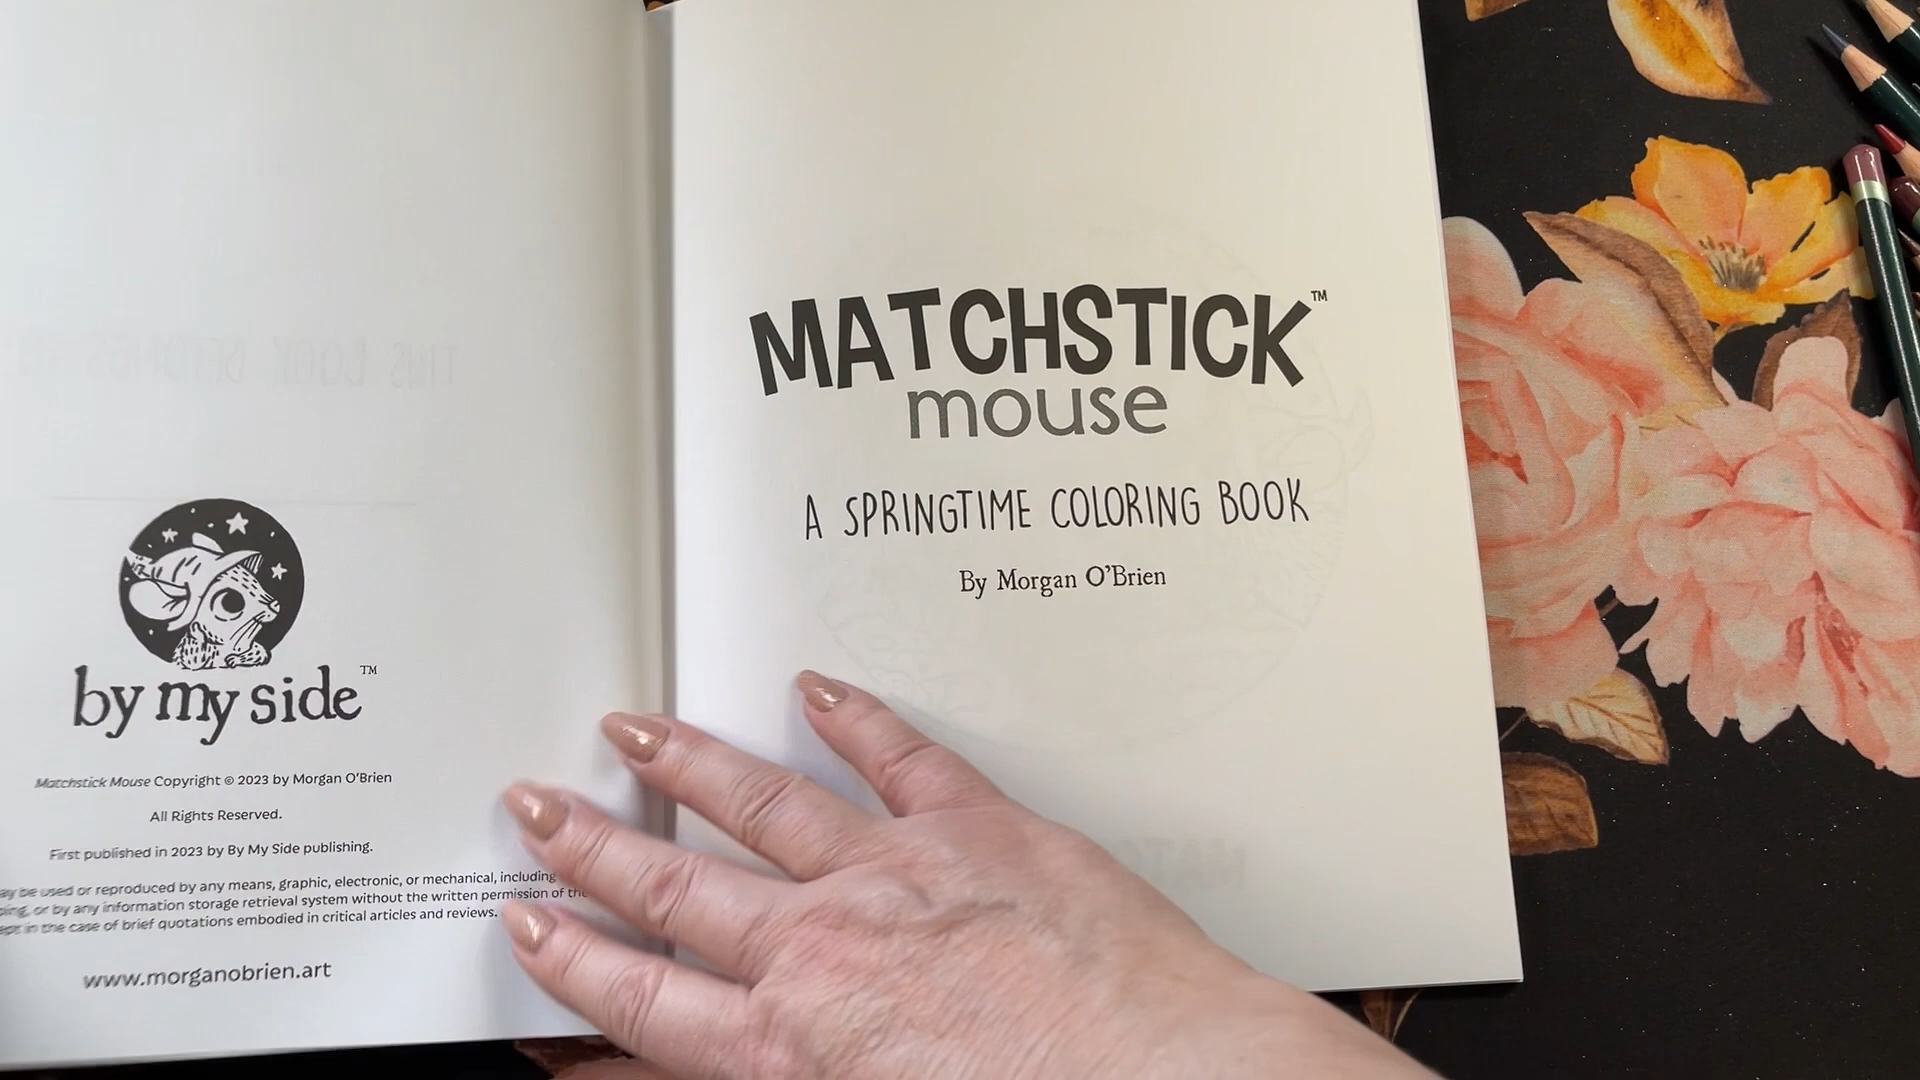 by my side™
Matchstick Mouse Copyright © 2023 by Morgan O'Brien
All Rights Reserved.
First published in 2023 by By My Side publishing.
be used or reproduced by any means, graphic, electronic, or mechanical, including
or by any information storage retrieval system without the written permission of the
in the case of brief quotations embodied in critical articles and reviews.
www.morganobrien.art
MATCHSTICK™
mouse
A SPRINGTIME COLORING BOOK
By Morgan O'Brien